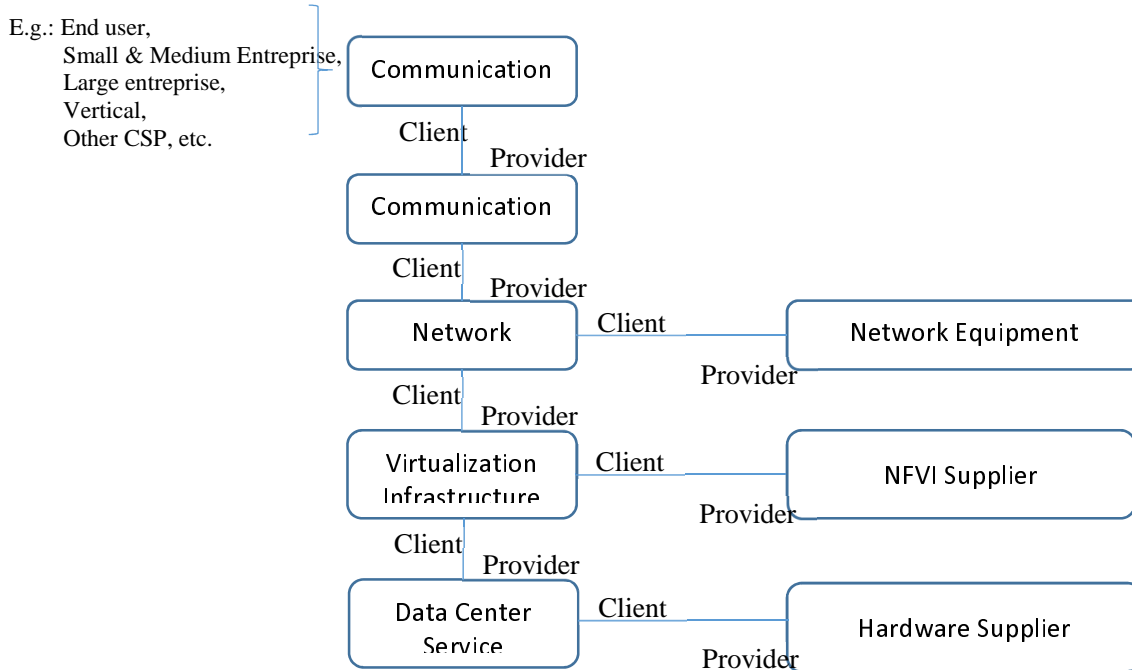 E.g.: End user,
Small & Medium Entreprise,
Large entreprise,
Vertical,
Other CSP, etc.
Communication
Client
Provider
Communication
Client
Provider
Network
Client
Provider
Network Equipment
Client
Provider
Virtualization
Infrastructure
Client
Provider
NFVI Supplier
Client
Provider
Data Center
Service
Client
Provider
Hardware Supplier